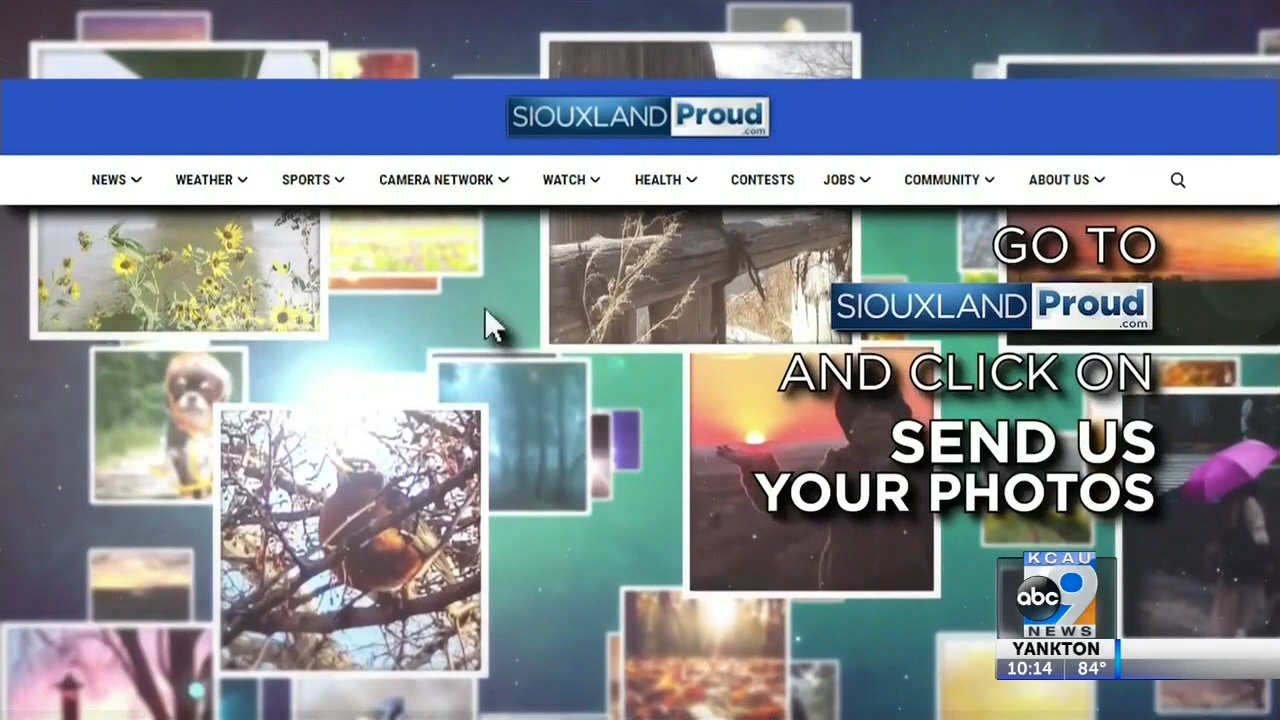 SIOUXLAND Proud .com
NEWS WEATHER SPORTS CAMERA NETWORK WATCH HEALTH CONTESTS JOBS COMMUNITY ABOUT US
GO TO
SIOUXLAND Proud .com
AND CLICK ON
SEND US
YOUR PHOTOS
KCAU
abc 9
NEWS
YANKTON
10:14 84°